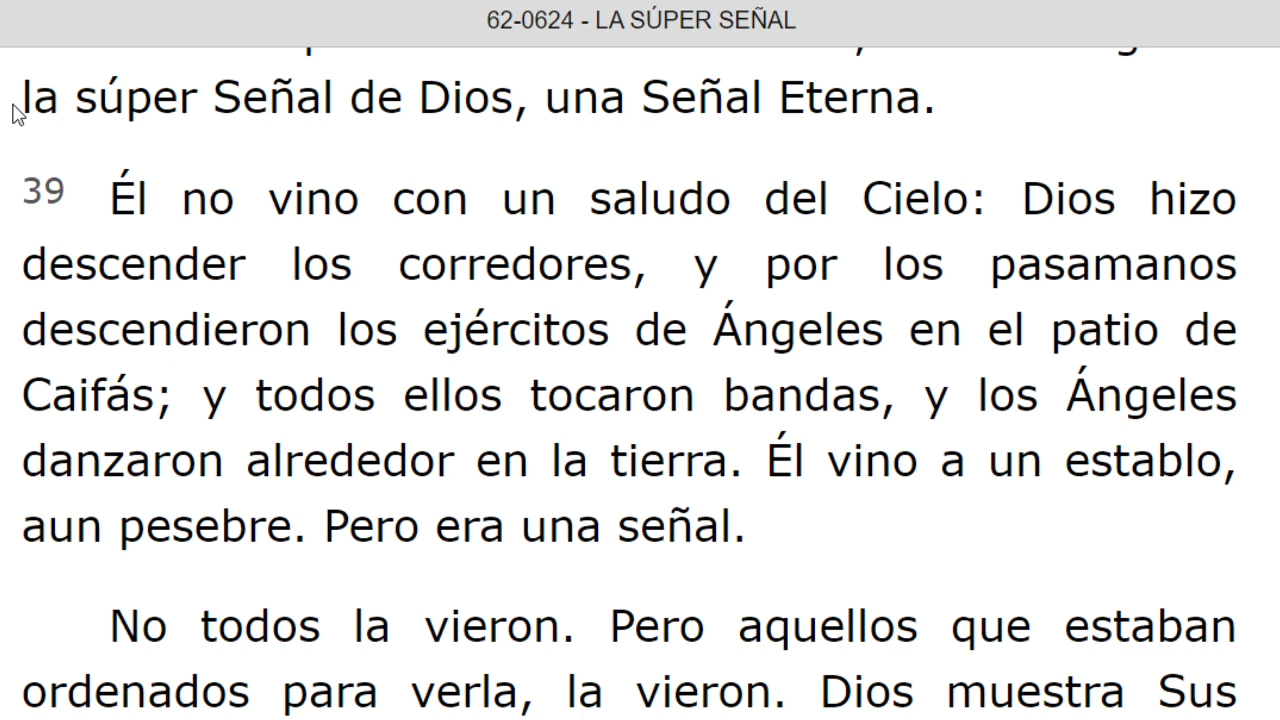 62-0624 - LA SÚPER SEÑAL
la súper Señal de Dios, una Señal Eterna.
39 Él no vino con un saludo del Cielo: Dios hizo
descender los corredores, y por los pasamanos
descendieron los ejércitos de Ángeles en el patio de
Caifás; y todos ellos tocaron bandas, y los Ángeles
danzaron alrededor en la tierra. Él vino a un establo,
aun pesebre. Pero era una señal.
No todos la vieron. Pero aquellos que estaban
ordenados para verla, la vieron. Dios muestra Sus